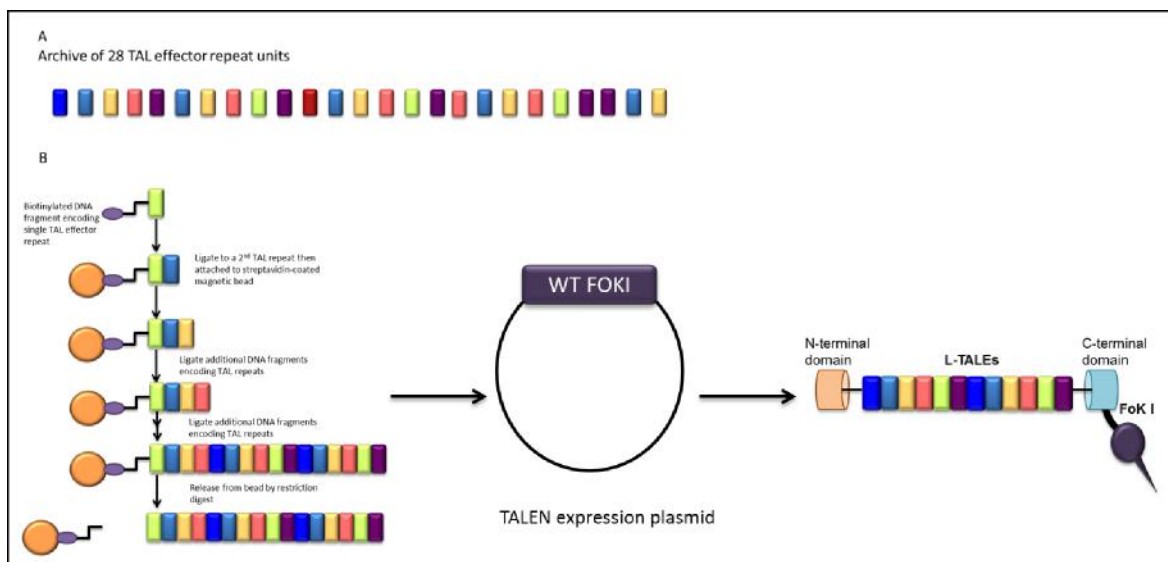 A
Archive of 28 TAL effector repeat units
B
Biotinylated DNA
fragment encoding
single TAL effector
repeat
Ligate to a 2nd TAL repeat then
attached to streptavidin-coated
magnetic bead
Ligate additional DNA fragments
encoding TAL repeats
Ligate additional DNA fragments
encoding TAL repeats
Release from bead by restriction
digest
WT FOKI
TALEN expression plasmid
N-terminal
domain
L-TALEs
C-terminal
domain
FoK I